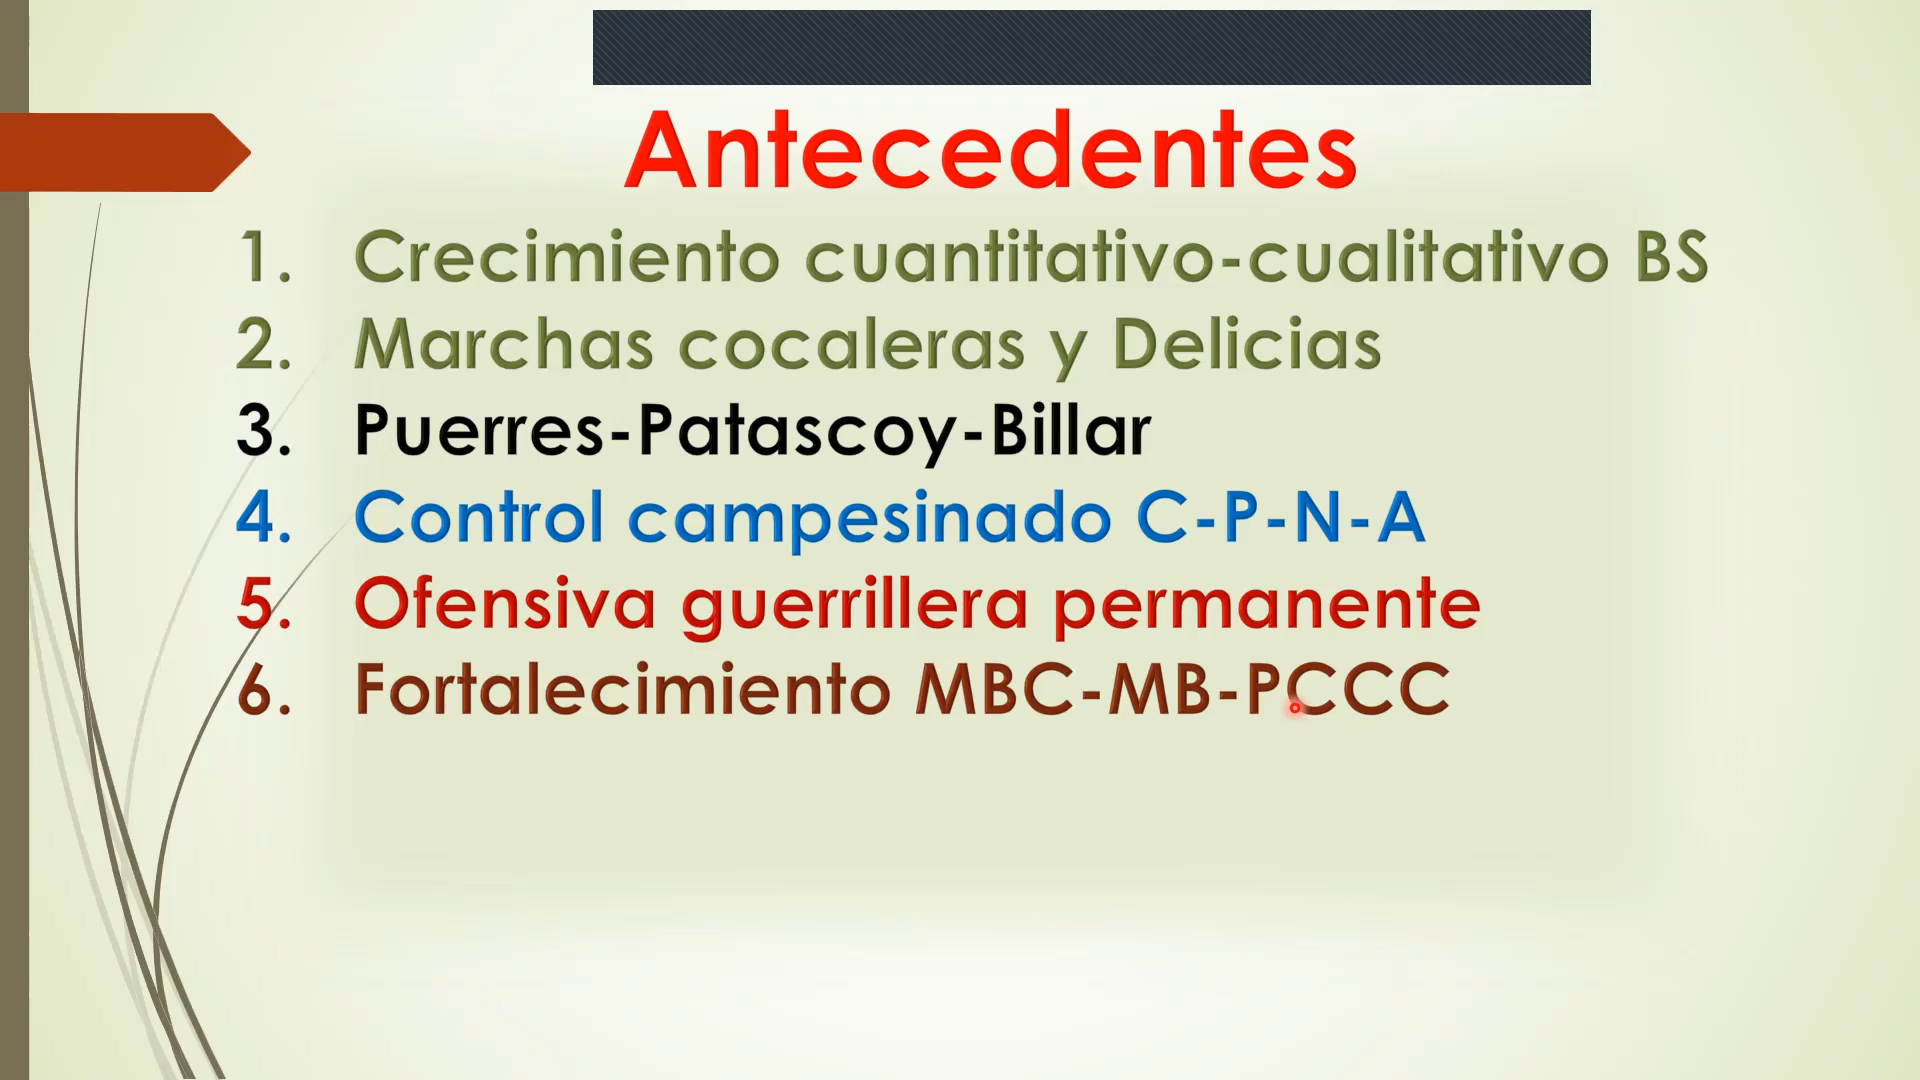 Antecedentes
1. Crecimiento cuantitativo-cualitativo BS
2. Marchas cocaleras y Delicias
3. Puerres-Patascoy-Billar
4. Control campesinado C-P-N-A
5. Ofensiva guerrillera permanente
6. Fortalecimiento MBC-MB-PCCC